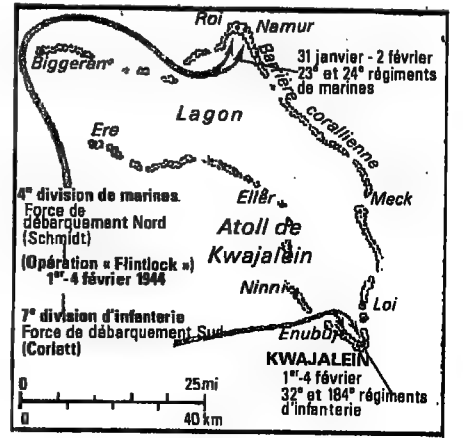 Roi
Namur
Biggeran
31 janvier - 2 février
23e et 24e régiments
de marines
Barrière corallienne
Lagon
Ere
4e division de marines.
Force de
débarquement Nord
(Schmidt)
Eller
Meck
Atoll de
Kwajalein
(Opération « Flintlock »)
1er-4 février 1944
Ninni
Loi
7e division d'infanterie
Force de débarquement Sud
(Corlett)
KWAJALEIN
1er-4 février
32e et 184e régiments
d'infanterie
0 25 mi
0 40 km